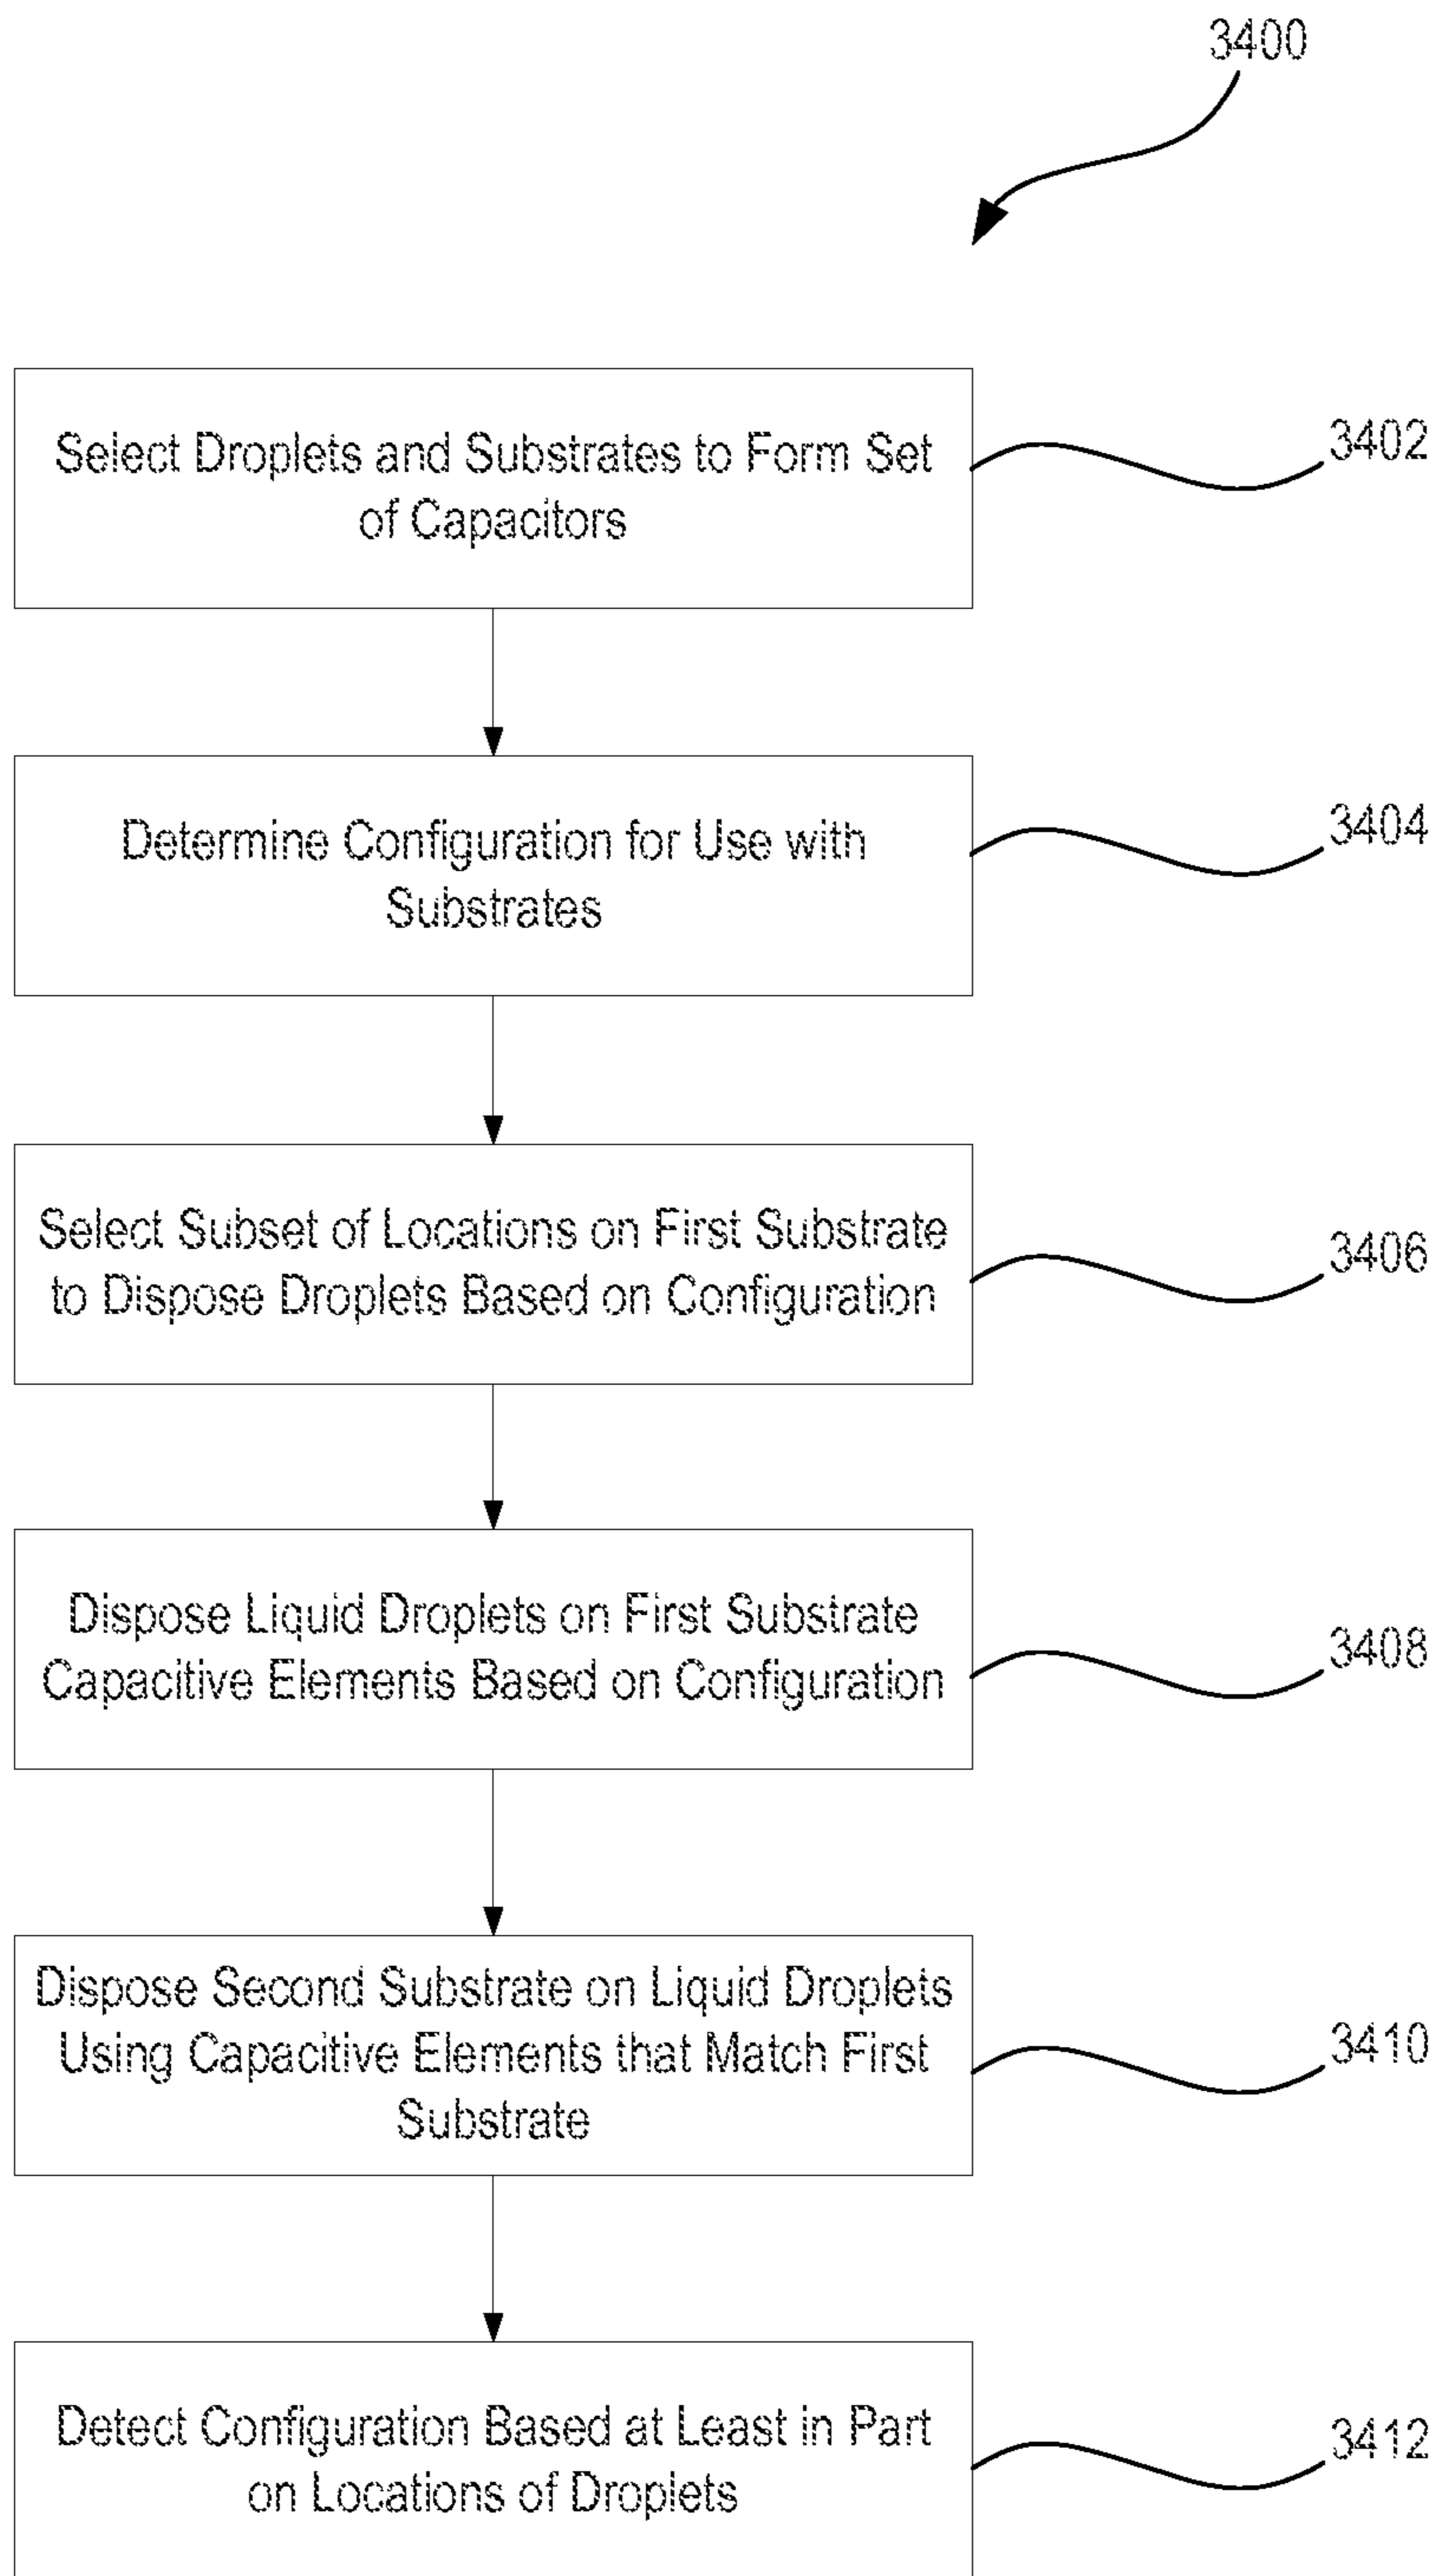 3400
Select Droplets and Substrates to Form Set
of Capacitors
3402
Determine Configuration for Use with
Substrates
3404
Select Subset of Locations on First Substrate
to Dispose Droplets Based on Configuration
3406
Dispose Liquid Droplets on First Substrate
Capacitive Elements Based on Configuration
3408
Dispose Second Substrate on Liquid Droplets
Using Capacitive Elements that Match First
Substrate
3410
Detect Configuration Based at Least in Part
on Locations of Droplets
3412